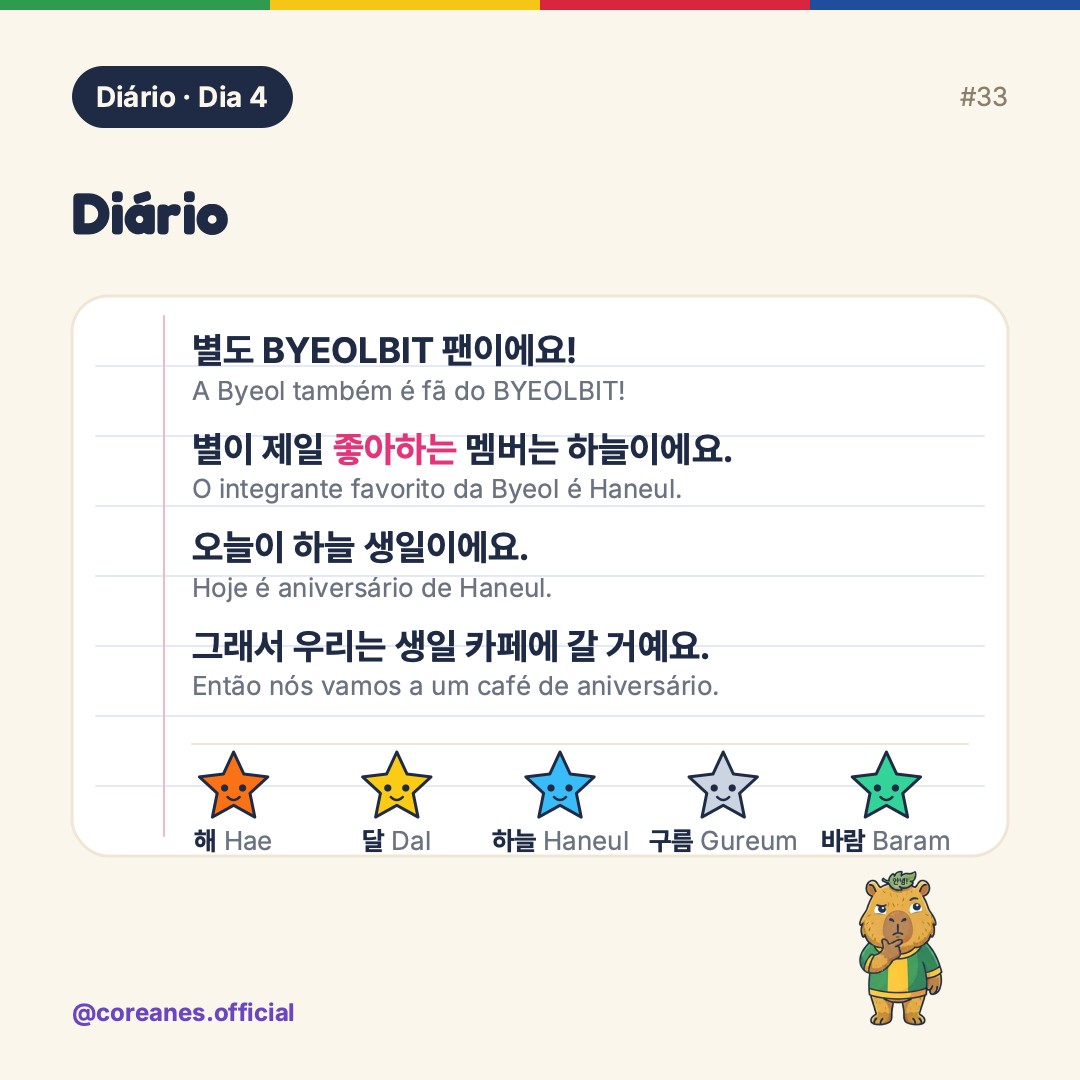 Diário · Dia 4
#33
Diário
별도 BYEOLBIT 팬이에요!
A Byeol também é fã do BYEOLBIT!
별이 제일 좋아하는 멤버는 하늘이에요.
O integrante favorito da Byeol é Haneul.
오늘이 하늘 생일이에요.
Hoje é aniversário de Haneul.
그래서 우리는 생일 카페에 갈 거예요.
Então nós vamos a um café de aniversário.
해 Hae
달 Dal
하늘 Haneul
구름 Gureum
바람 Baram
안녕!
@coreanes.official